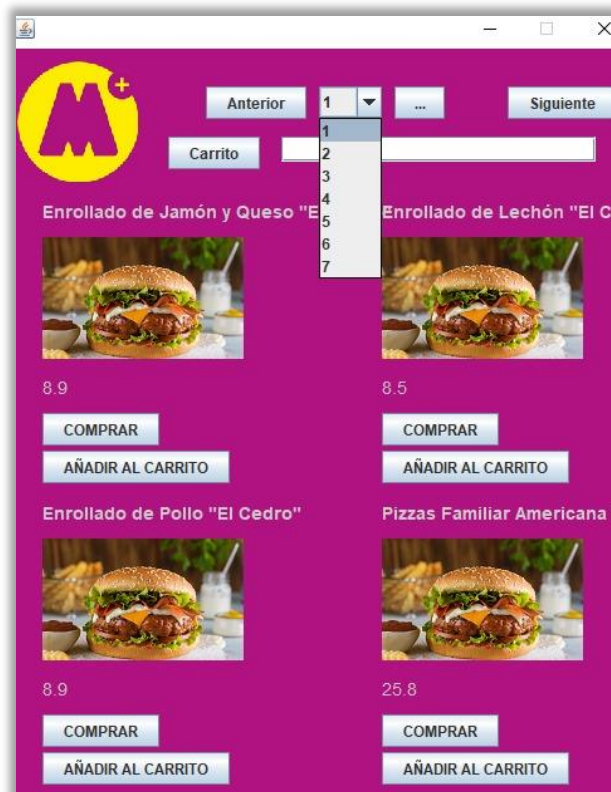 M+
Anterior 1 ... Siguiente
1
Carrito
2
3
4
5
6
7
Enrollado de Jamón y Queso "E
Enrollado de Lechón "El C
8.9
8.5
COMPRAR
COMPRAR
AÑADIR AL CARRITO
AÑADIR AL CARRITO
Enrollado de Pollo "El Cedro"
Pizzas Familiar Americana
8.9
25.8
COMPRAR
COMPRAR
AÑADIR AL CARRITO
AÑADIR AL CARRITO